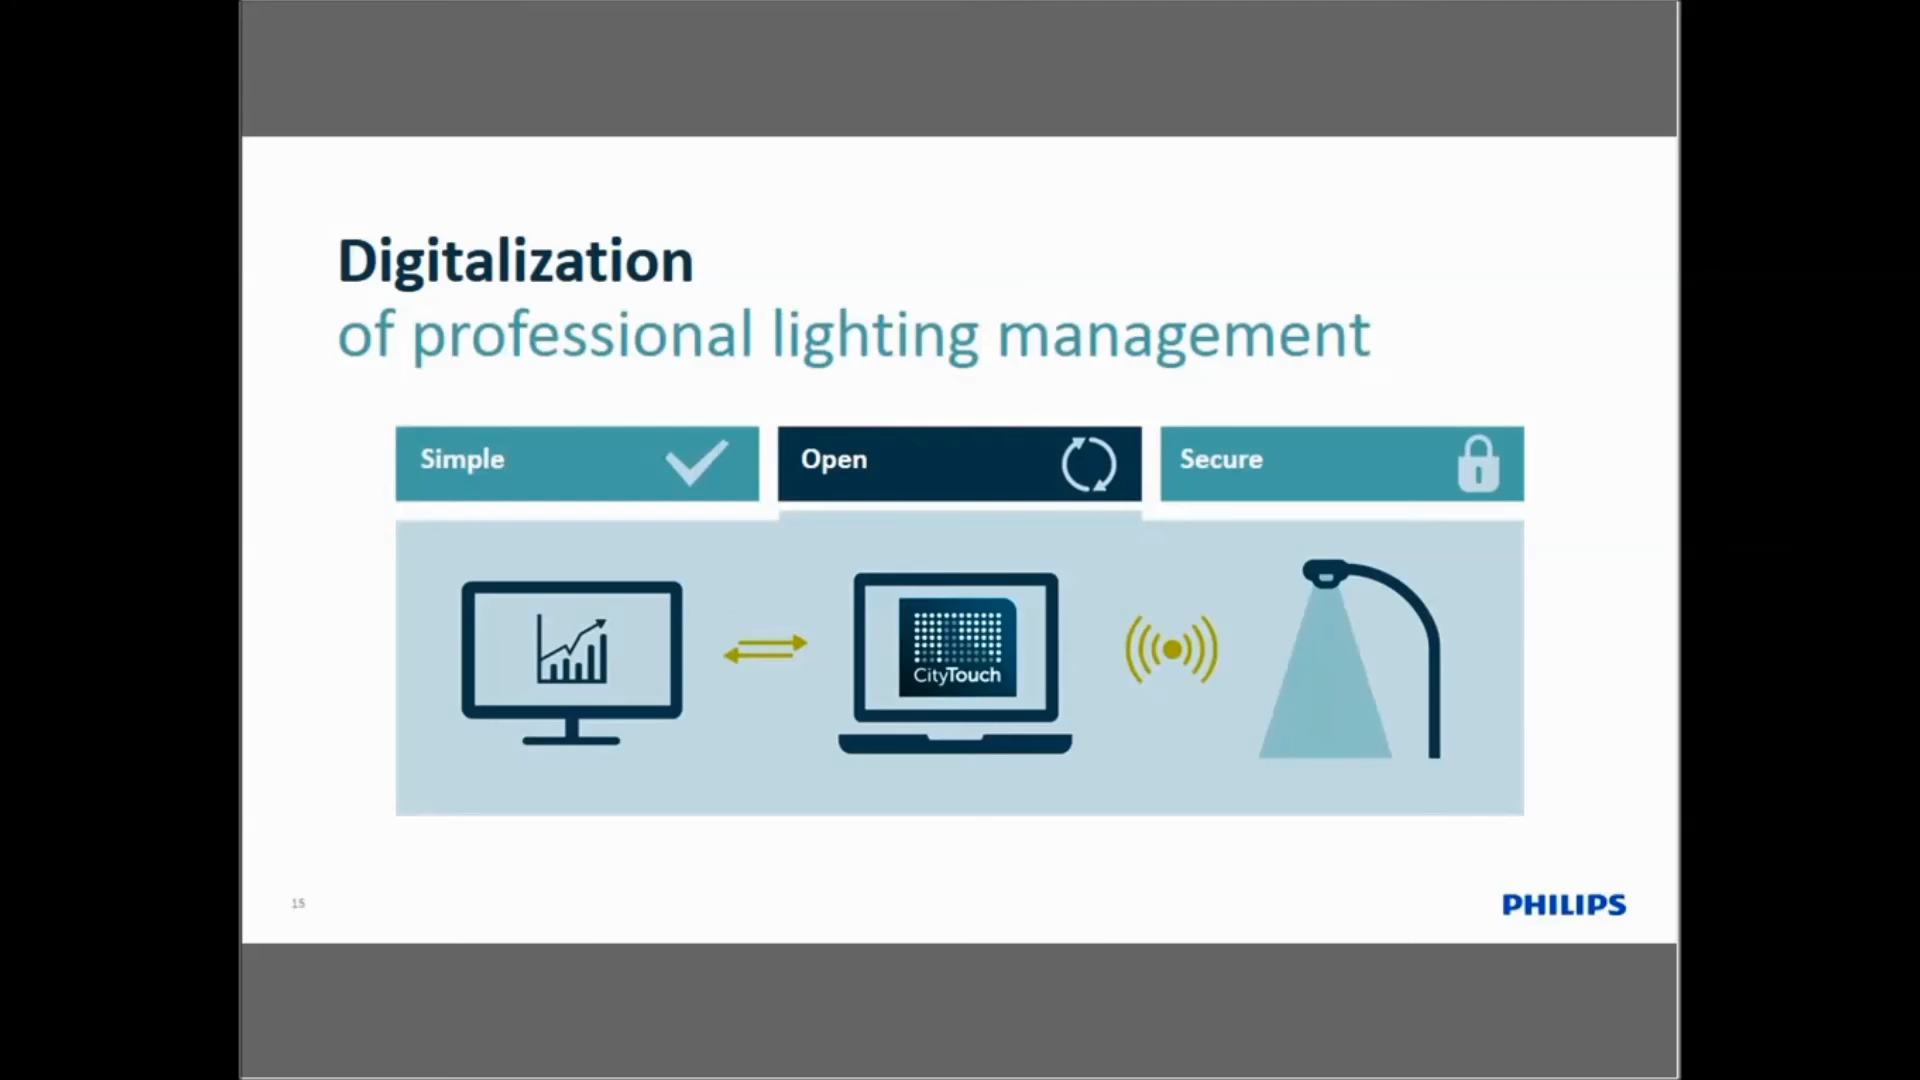 Digitalization
of professional lighting management
Simple
Open
Secure
CityTouch
15
PHILIPS